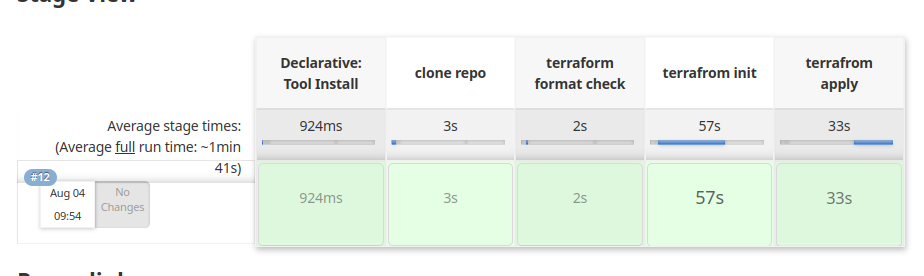 Stage View
Declarative:
Tool Install
clone repo
terraform
format check
terrafrom init
terrafrom
apply
Average stage times:
(Average full run time: ~1min
41s)
924ms
3s
2s
57s
33s
#12
Aug 04
09:54
No
Changes
924ms
3s
2s
57s
33s